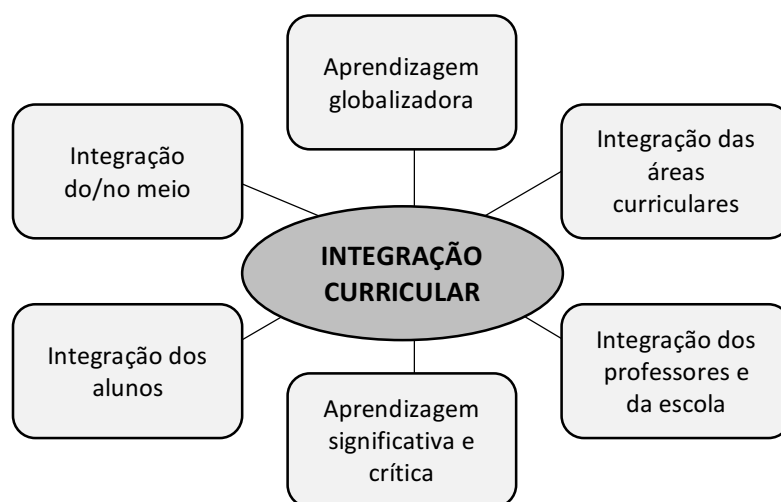 Aprendizagem
globalizadora
Integração
do/no meio
Integração das
áreas
curriculares
INTEGRAÇÃO
CURRICULAR
Integração dos
alunos
Aprendizagem
significativa e
crítica
Integração dos
professores e
da escola